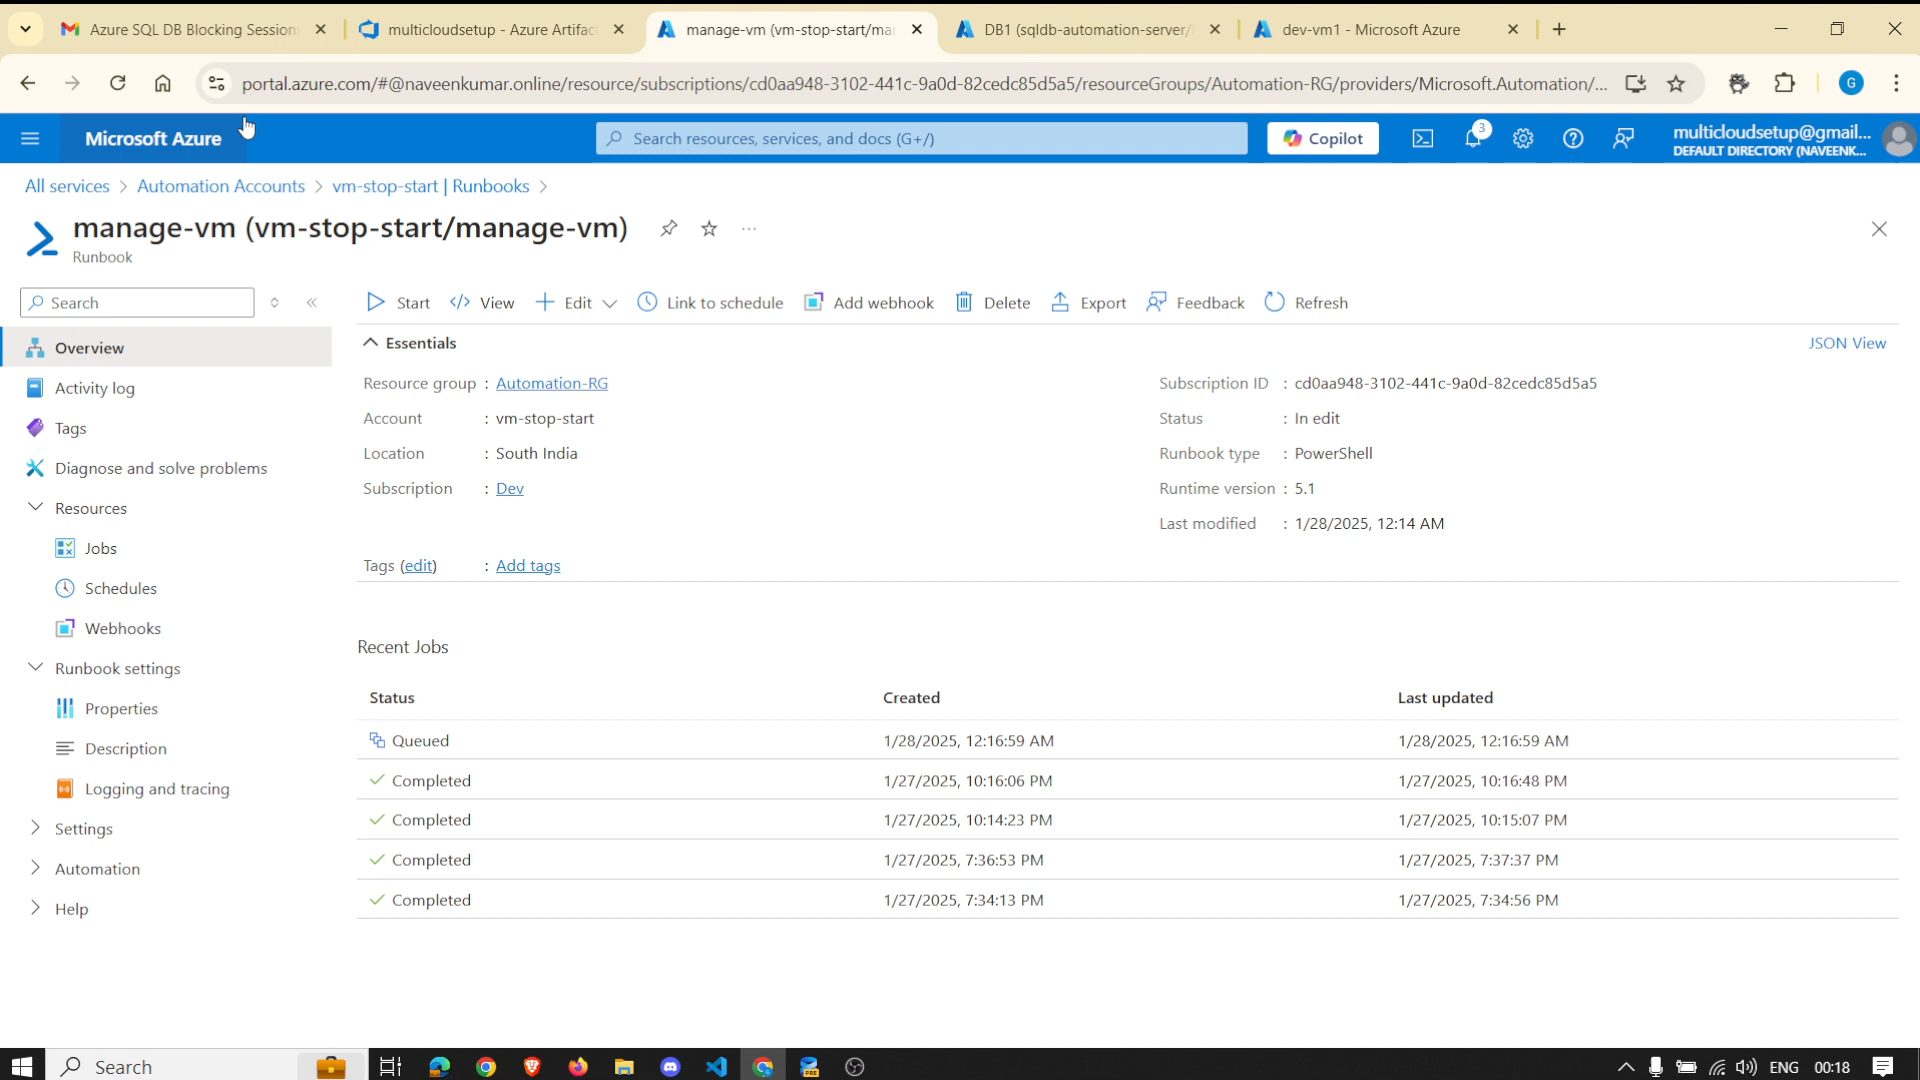 Azure SQL DB Blocking Session
multicloudsetup - Azure Artifac
manage-vm (vm-stop-start/mar
DB1 (sqldb-automation-server/
dev-vm1 - Microsoft Azure
portal.azure.com/#@naveenkumar.online/resource/subscriptions/cd0aa948-3102-441c-9a0d-82cedc85d5a5/resourceGroups/Automation-RG/providers/Microsoft.Automation/...
G
Microsoft Azure
Search resources, services, and docs (G+/)
Copilot
3
multicloudsetup@gmail...
DEFAULT DIRECTORY (NAVEENK...
All services > Automation Accounts > vm-stop-start | Runbooks >
manage-vm (vm-stop-start/manage-vm)
Runbook
Search
Start
View
Edit
Link to schedule
Add webhook
Delete
Export
Feedback
Refresh
Overview
Activity log
Tags
Diagnose and solve problems
Resources
Jobs
Schedules
Webhooks
Runbook settings
Properties
Description
Logging and tracing
Settings
Automation
Help
Essentials
JSON View
Resource group : Automation-RG
Account : vm-stop-start
Location : South India
Subscription : Dev
Subscription ID : cd0aa948-3102-441c-9a0d-82cedc85d5a5
Status : In edit
Runbook type : PowerShell
Runtime version : 5.1
Last modified : 1/28/2025, 12:14 AM
Tags (edit) : Add tags
Recent Jobs
Status Created Last updated
Queued 1/28/2025, 12:16:59 AM 1/28/2025, 12:16:59 AM
Completed 1/27/2025, 10:16:06 PM 1/27/2025, 10:16:48 PM
Completed 1/27/2025, 10:14:23 PM 1/27/2025, 10:15:07 PM
Completed 1/27/2025, 7:36:53 PM 1/27/2025, 7:37:37 PM
Completed 1/27/2025, 7:34:13 PM 1/27/2025, 7:34:56 PM
Search
PRE
ENG
00:18